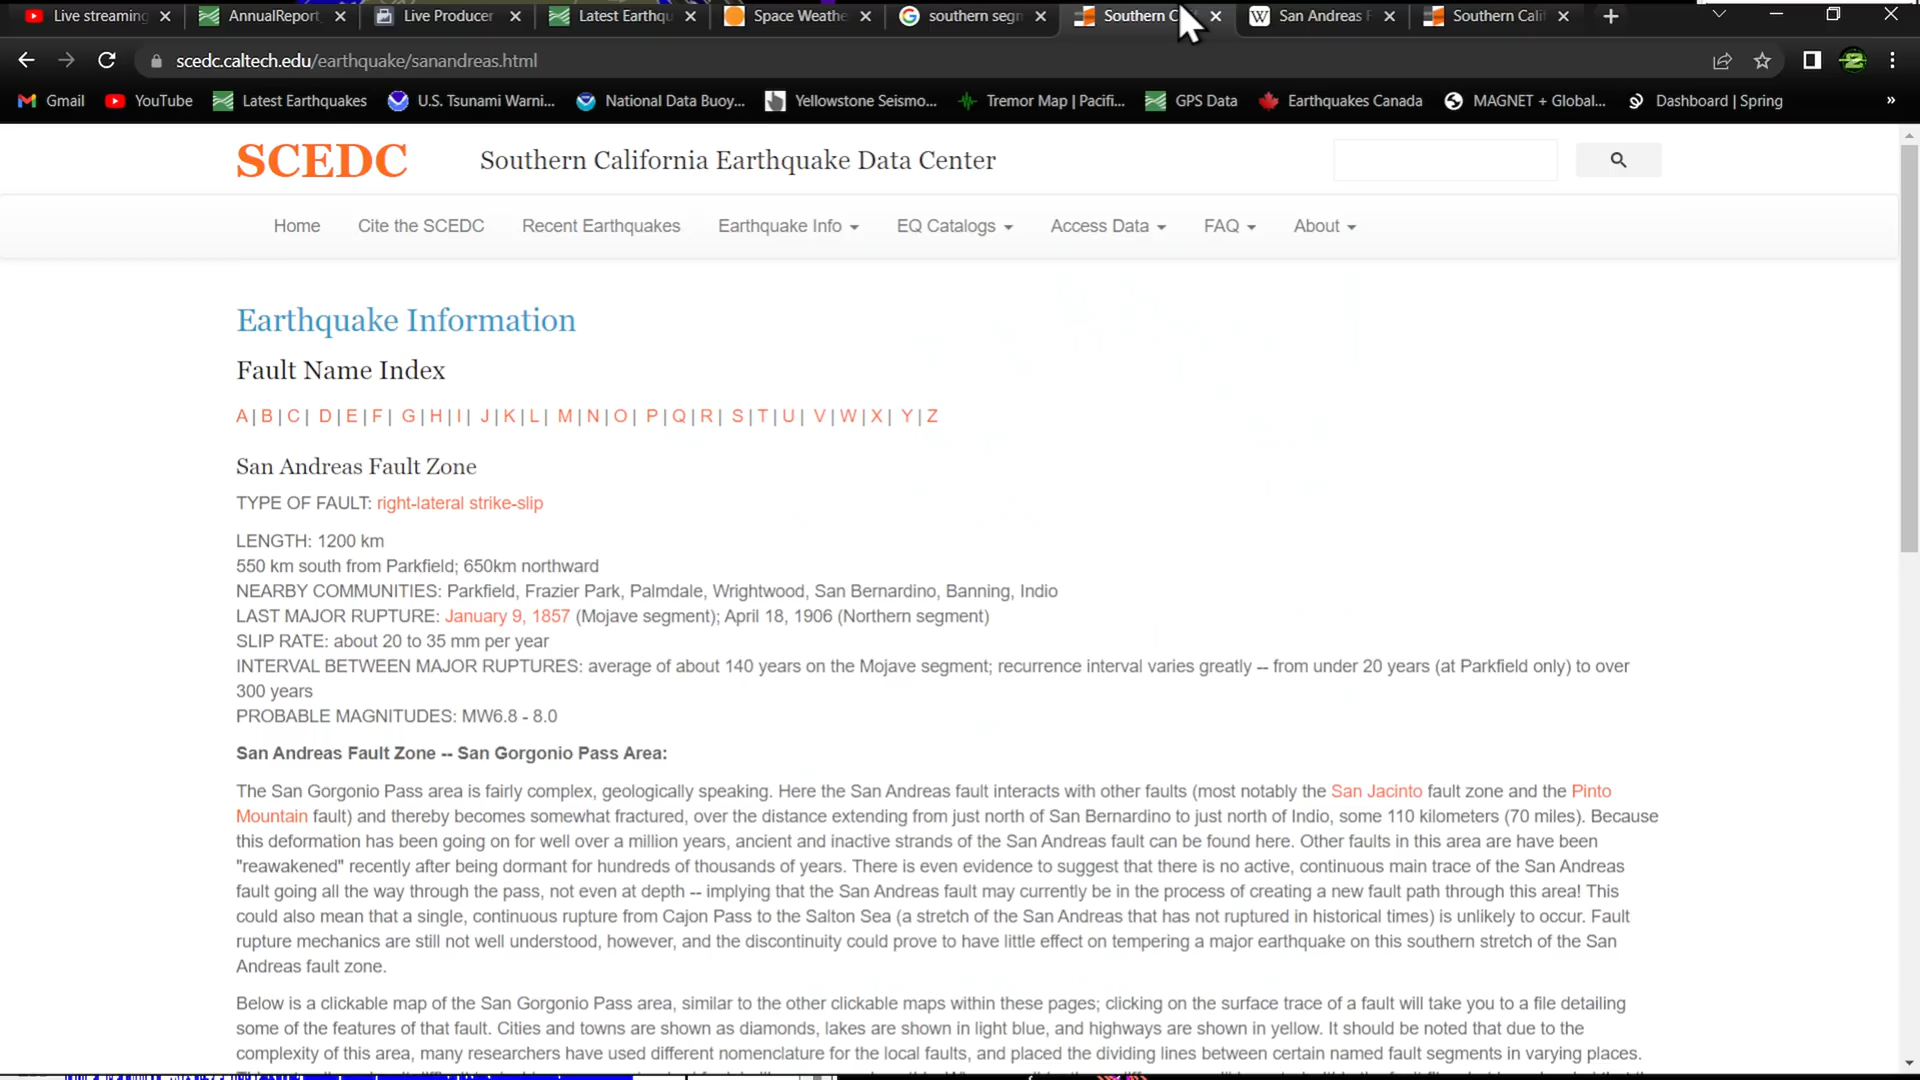 Live streaming
AnnualReport
Live Producer
Latest Earthqu
Space Weathe
southern segm
Southern C
San Andreas F
Southern Calif
scedc.caltech.edu/earthquake/sanandreas.html
Gmail
YouTube
Latest Earthquakes
U.S. Tsunami Warni...
National Data Buoy...
Yellowstone Seismo...
Tremor Map | Pacifi...
GPS Data
Earthquakes Canada
MAGNET + Global...
Dashboard | Spring
»
SCEDC
Southern California Earthquake Data Center
Home
Cite the SCEDC
Recent Earthquakes
Earthquake Info
EQ Catalogs
Access Data
FAQ
About
Earthquake Information
Fault Name Index
A | B | C | D | E | F | G | H | I | J | K | L | M | N | O | P | Q | R | S | T | U | V | W | X | Y | Z
San Andreas Fault Zone
TYPE OF FAULT: right-lateral strike-slip
LENGTH: 1200 km
550 km south from Parkfield; 650km northward
NEARBY COMMUNITIES: Parkfield, Frazier Park, Palmdale, Wrightwood, San Bernardino, Banning, Indio
LAST MAJOR RUPTURE: January 9, 1857 (Mojave segment); April 18, 1906 (Northern segment)
SLIP RATE: about 20 to 35 mm per year
INTERVAL BETWEEN MAJOR RUPTURES: average of about 140 years on the Mojave segment; recurrence interval varies greatly -- from under 20 years (at Parkfield only) to over
300 years
PROBABLE MAGNITUDES: MW6.8 - 8.0
San Andreas Fault Zone -- San Gorgonio Pass Area:
The San Gorgonio Pass area is fairly complex, geologically speaking. Here the San Andreas fault interacts with other faults (most notably the San Jacinto fault zone and the Pinto
Mountain fault) and thereby becomes somewhat fractured, over the distance extending from just north of San Bernardino to just north of Indio, some 110 kilometers (70 miles). Because
this deformation has been going on for well over a million years, ancient and inactive strands of the San Andreas fault can be found here. Other faults in this area are have been
"reawakened" recently after being dormant for hundreds of thousands of years. There is even evidence to suggest that there is no active, continuous main trace of the San Andreas
fault going all the way through the pass, not even at depth -- implying that the San Andreas fault may currently be in the process of creating a new fault path through this area! This
could also mean that a single, continuous rupture from Cajon Pass to the Salton Sea (a stretch of the San Andreas that has not ruptured in historical times) is unlikely to occur. Fault
rupture mechanics are still not well understood, however, and the discontinuity could prove to have little effect on tempering a major earthquake on this southern stretch of the San
Andreas fault zone.
Below is a clickable map of the San Gorgonio Pass area, similar to the other clickable maps within these pages; clicking on the surface trace of a fault will take you to a file detailing
some of the features of that fault. Cities and towns are shown as diamonds, lakes are shown in light blue, and highways are shown in yellow. It should be noted that due to the
complexity of this area, many researchers have used different nomenclature for the local faults, and placed the dividing lines between certain named fault segments in varying places.